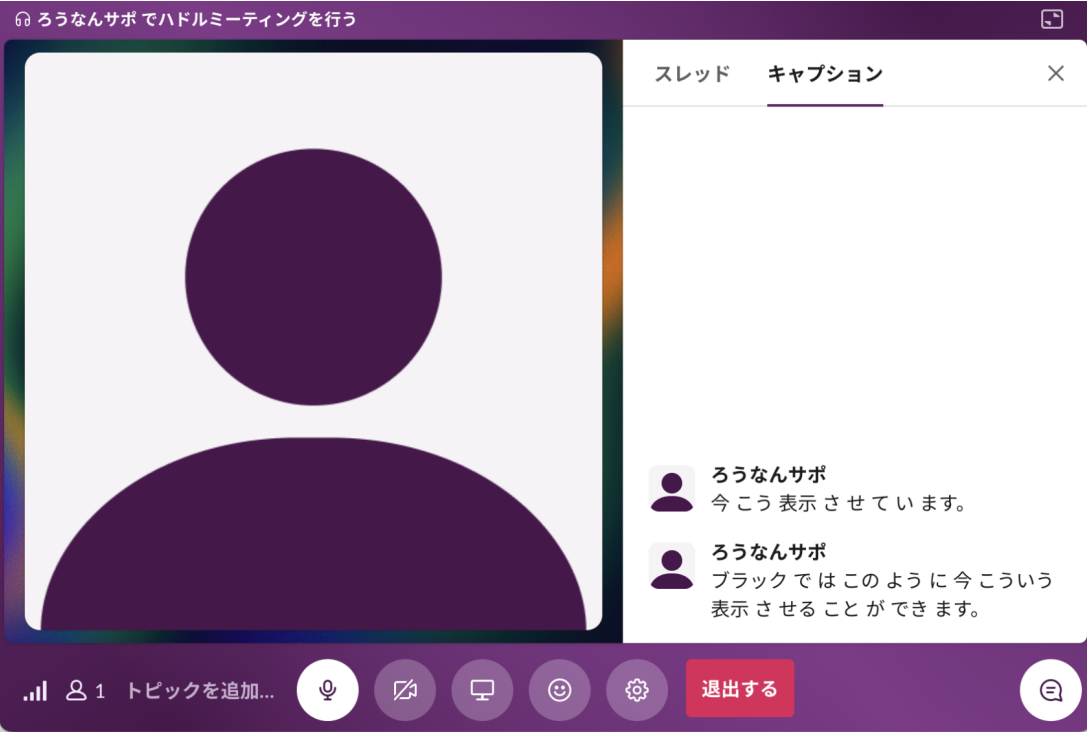 ろうなんサポ でハドルミーティングを行う
スレッド キャプション
ろうなんサポ
今 こう 表示 さ せ て い ます。
ろうなんサポ
ブラック で は この よう に 今 こういう
表示 さ せる こと が でき ます。
1 トピックを追加... 退出する